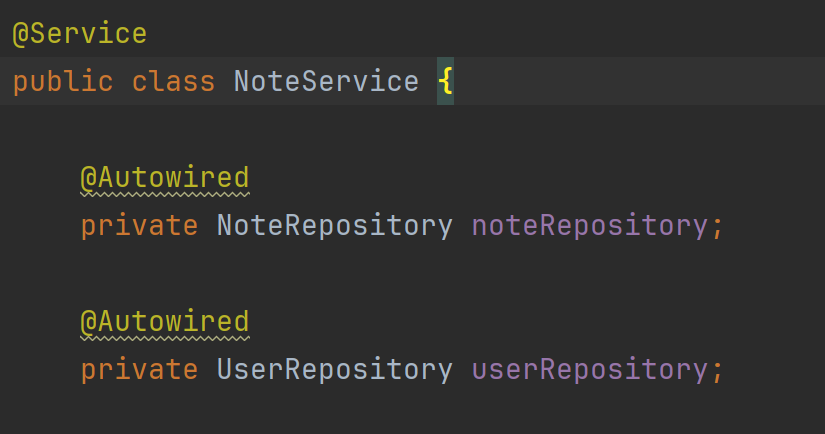 @Service
public class NoteService {
@Autowired
private NoteRepository noteRepository;
@Autowired
private UserRepository userRepository;